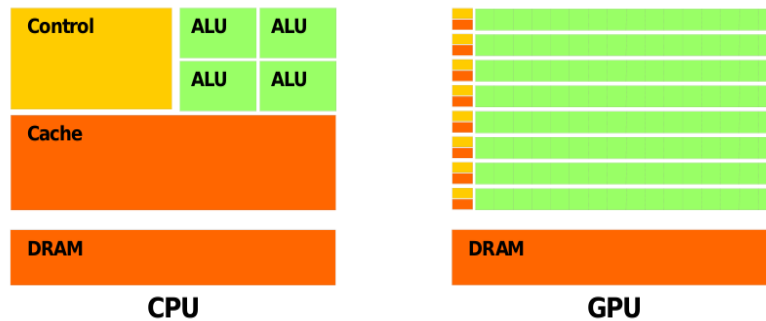 Control
ALU ALU
ALU ALU
Cache
DRAM
CPU
DRAM
GPU